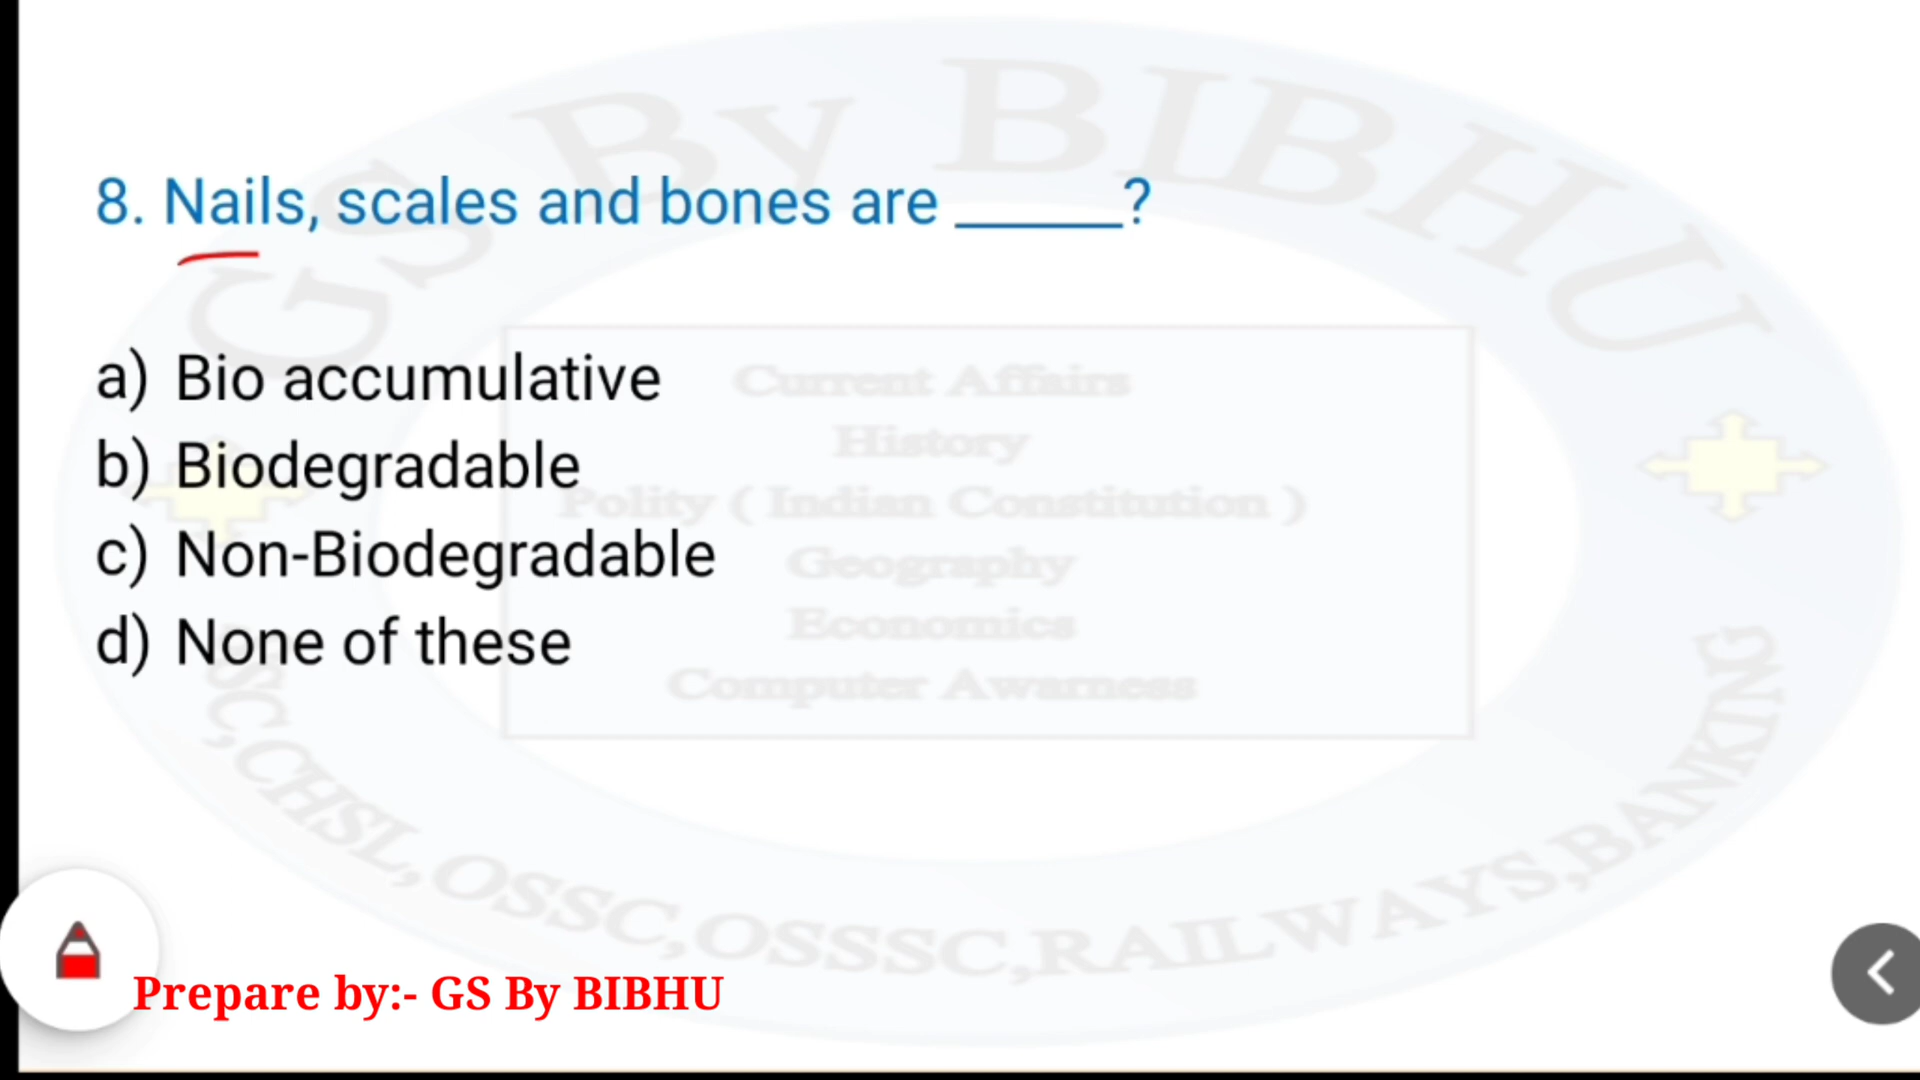 GS By BIBHU
8. Nails, scales and bones are ______?
a) Bio accumulative
b) Biodegradable
c) Non-Biodegradable
d) None of these
Current Affairs
History
Polity ( Indian Constitution )
Geography
Economics
Computer Awarness
SSC,CHSL,OSSC,OSSSC,RAILWAYS,BANKING
Prepare by:- GS By BIBHU